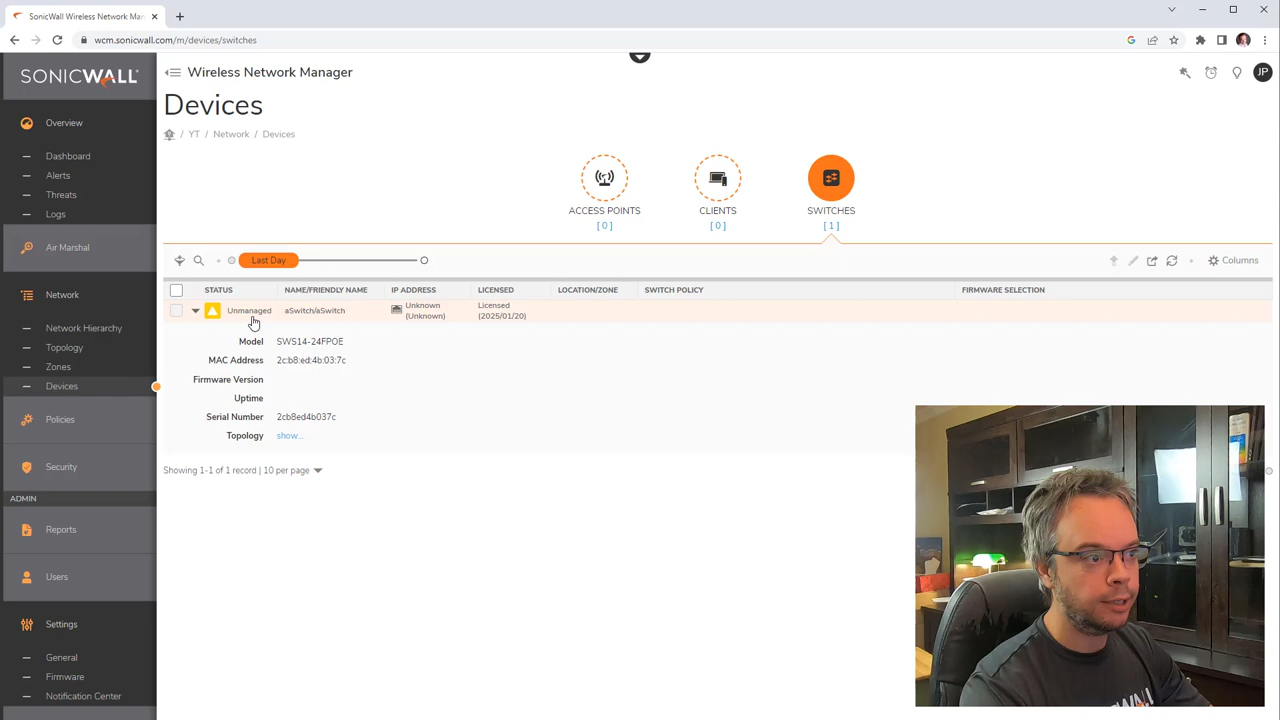 SonicWall Wireless Network Mar
wcm.sonicwall.com/m/devices/switches
SONICWALL
Wireless Network Manager
JP
Devices
/ YT / Network / Devices
Overview
Dashboard
Alerts
Threats
Logs
Air Marshal
Network
Network Hierarchy
Topology
Zones
Devices
Policies
Security
ADMIN
Reports
Users
Settings
General
Firmware
Notification Center
ACCESS POINTS
[ 0 ]
CLIENTS
[ 0 ]
SWITCHES
[ 1 ]
Last Day
Columns
STATUS NAME/FRIENDLY NAME IP ADDRESS LICENSED LOCATION/ZONE SWITCH POLICY FIRMWARE SELECTION
Unmanaged aSwitch/aSwitch Unknown (Unknown) Licensed (2025/01/20)
Model SWS14-24FPOE
MAC Address 2c:b8:ed:4b:03:7c
Firmware Version
Uptime
Serial Number 2cb8ed4b037c
Topology show...
Showing 1-1 of 1 record | 10 per page